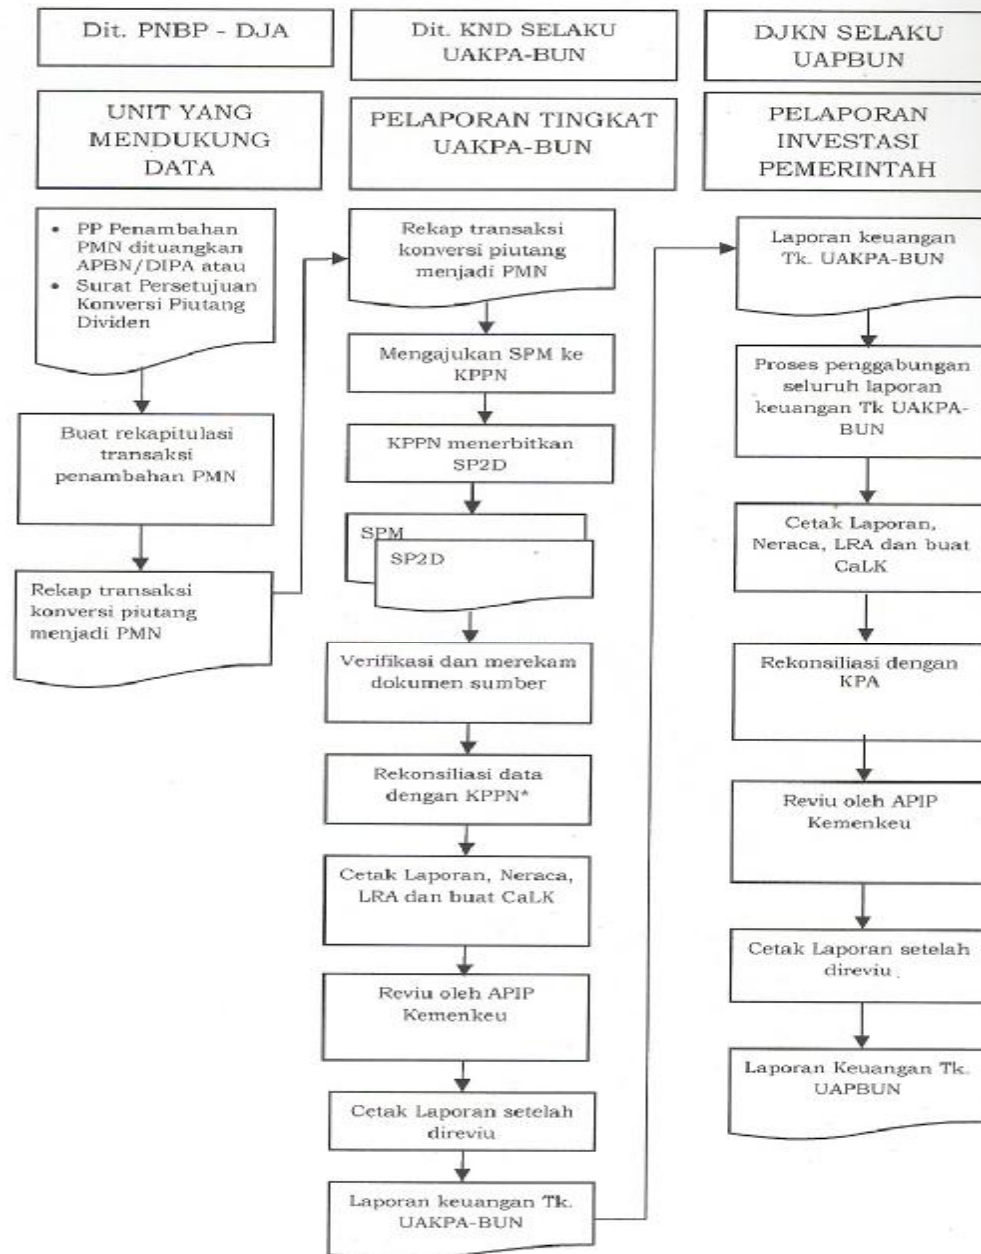 Dit. PNBP - DJA
UNIT YANG
MENDUKUNG
DATA
• PP Penambahan
PMN dituangkan
APBN/DIPA atau
• Surat Persetujuan
Konversi Piutang
Dividen
Buat rekapitulasi
transaksi
penambahan PMN
Rekap transaksi
konversi piutang
menjadi PMN
Dit. KND SELAKU
UAKPA-BUN
PELAPORAN TINGKAT
UAKPA-BUN
Rekap transaksi
konversi piutang
menjadi PMN
Mengajukan SPM ke
KPPN
KPPN menerbitkan
SP2D
SPM
SP2D
Verifikasi dan merekam
dokumen sumber
Rekonsiliasi data
dengan KPPN*
Cetak Laporan, Neraca,
LRA dan buat CaLK
Reviu oleh APIP
Kemenkeu
Cetak Laporan setelah
direviu
Laporan keuangan Tk.
UAKPA-BUN
DJKN SELAKU
UAPBUN
PELAPORAN
INVESTASI
PEMERINTAH
Laporan keuangan
Tk. UAKPA-BUN
Proses penggabungan
seluruh laporan
keuangan Tk UAKPA-
BUN
Cetak Laporan,
Neraca, LRA dan buat
CaLK
Rekonsiliasi dengan
KPA
Reviu oleh APIP
Kemenkeu
Cetak Laporan setelah
direviu
Laporan Keuangan Tk.
UAPBUN